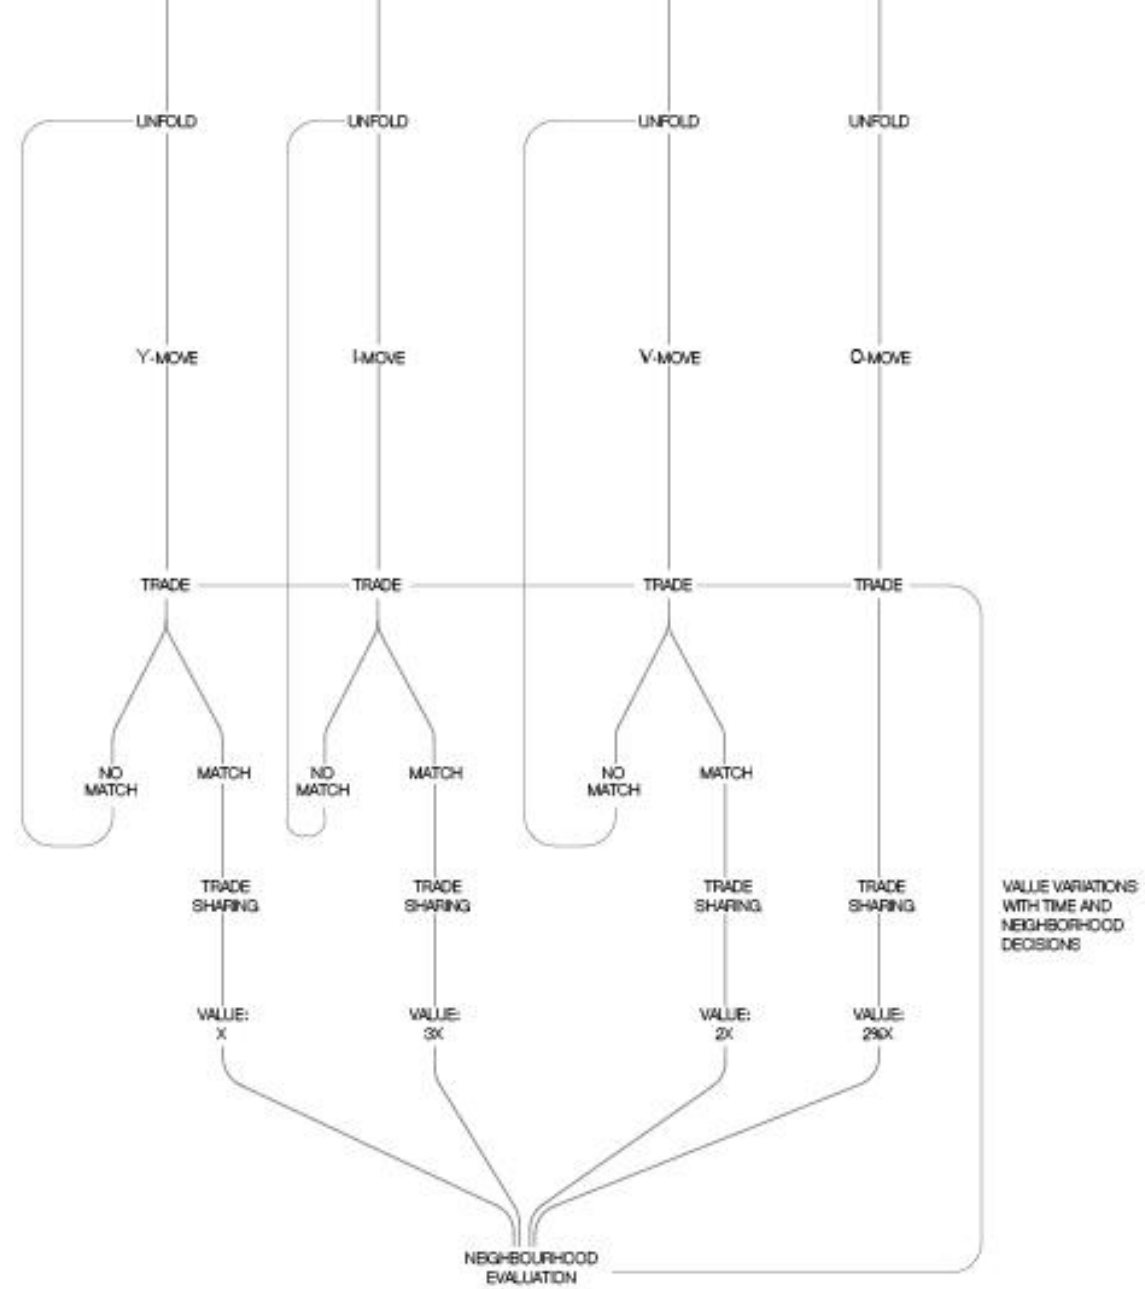 UNFOLD UNFOLD UNFOLD UNFOLD
Y-MOVE I-MOVE V-MOVE O-MOVE
TRADE TRADE TRADE TRADE
NO
MATCH
MATCH
NO
MATCH
MATCH
NO
MATCH
MATCH
TRADE
SHARING
TRADE
SHARING
TRADE
SHARING
TRADE
SHARING
VALUE VARIATIONS
WITH TIME AND
NEIGHBORHOOD
DECISIONS
VALUE:
X
VALUE:
3X
VALUE:
2X
VALUE:
2%X
NEIGHBOURHOOD
EVALUATION